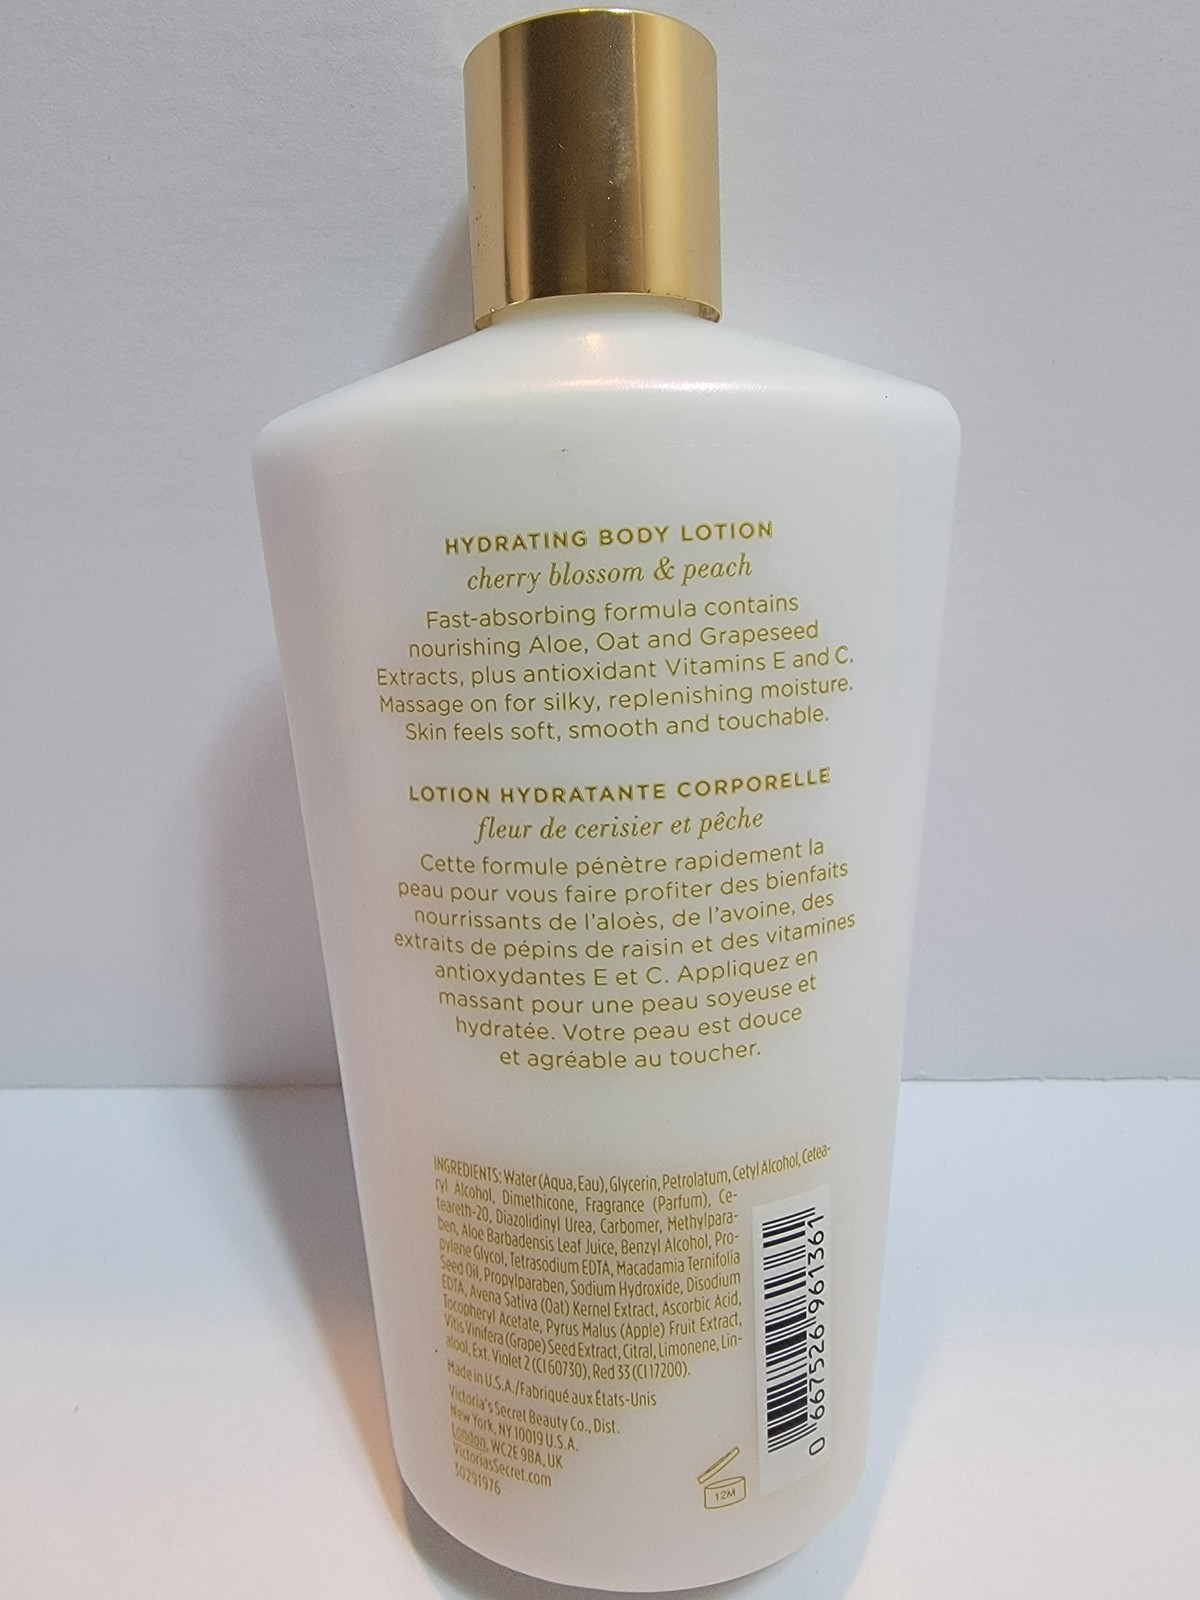 HYDRATING BODY LOTION
cherry blossom & peach
Fast-absorbing formula contains
nourishing Aloe, Oat and Grapeseed
Extracts, plus antioxidant Vitamins E and C.
Massage on for silky, replenishing moisture.
Skin feels soft, smooth and touchable.
LOTION HYDRATANTE CORPORELLE
fleur de cerisier et pêche
Cette formule pénètre rapidement la
peau pour vous faire profiter des bienfaits
nourrissants de l'aloès, de l'avoine, des
extraits de pépins de raisin et des vitamines
antioxydantes E et C. Appliquez en
massant pour une peau soyeuse et
hydratée. Votre peau est douce
et agréable au toucher.
INGREDIENTS: Water (Aqua, Eau), Glycerin, Petrolatum, Cetyl Alcohol, Cetea-
ryl Alcohol, Dimethicone, Fragrance (Parfum), Ce-
teareth-20, Diazolidinyl Urea, Carbomer, Methylpara-
ben, Aloe Barbadensis Leaf Juice, Benzyl Alcohol, Pro-
pylene Glycol, Tetrasodium EDTA, Macadamia Ternifolia
Seed Oil, Propylparaben, Sodium Hydroxide, Disodium
EDTA, Avena Sativa (Oat) Kernel Extract, Ascorbic Acid,
Tocopheryl Acetate, Pyrus Malus (Apple) Fruit Extract,
Vitis Vinifera (Grape) Seed Extract, Citral, Limonene, Lin-
alool, Ext. Violet 2 (CI 60730), Red 33 (CI 17200).
Made in U.S.A./Fabriqué aux États-Unis
Victoria's Secret Beauty Co., Dist.
New York, NY 10019 U.S.A.
London, WC2E 9BA, UK
VictoriasSecret.com
30291976
12M
0 667526 961361